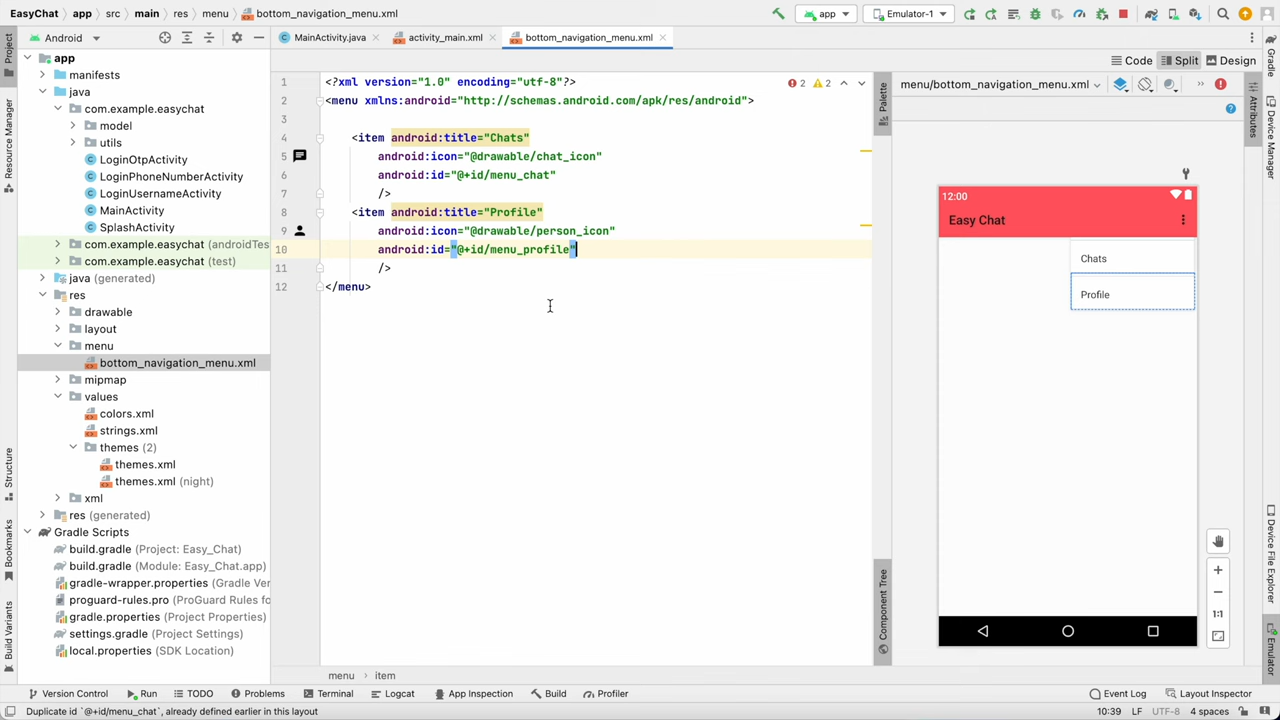 EasyChat app src main res menu bottom_navigation_menu.xml
app Emulator-1
Project
Android
MainActivity.java activity_main.xml bottom_navigation_menu.xml
Gradle
Code Split Design
app
manifests
java
com.example.easychat
model
utils
LoginOtpActivity
LoginPhoneNumberActivity
LoginUsernameActivity
MainActivity
SplashActivity
com.example.easychat (androidTes
com.example.easychat (test)
java (generated)
res
drawable
layout
menu
bottom_navigation_menu.xml
mipmap
values
colors.xml
strings.xml
themes (2)
themes.xml
themes.xml (night)
xml
res (generated)
Gradle Scripts
build.gradle (Project: Easy_Chat)
build.gradle (Module: Easy_Chat.app)
gradle-wrapper.properties (Gradle Ver
proguard-rules.pro (ProGuard Rules fo
gradle.properties (Project Properties)
settings.gradle (Project Settings)
local.properties (SDK Location)
Resource Manager
Structure
Bookmarks
Build Variants
1 <?xml version="1.0" encoding="utf-8"?>
2 <menu xmlns:android="http://schemas.android.com/apk/res/android">
3
4 <item android:title="Chats"
5 android:icon="@drawable/chat_icon"
6 android:id="@+id/menu_chat"
7 />
8 <item android:title="Profile"
9 android:icon="@drawable/person_icon"
10 android:id="@+id/menu_profile"
11 />
12 </menu>
2 2
Palette
Component Tree
menu/bottom_navigation_menu.xml
Attributes
Device Manager
12:00
Easy Chat
Chats
Profile
1:1
Device File Explorer
Emulator
menu item
Version Control Run TODO Problems Terminal Logcat App Inspection Build Profiler Event Log Layout Inspector
Duplicate id `@+id/menu_chat`, already defined earlier in this layout 10:39 LF UTF-8 4 spaces